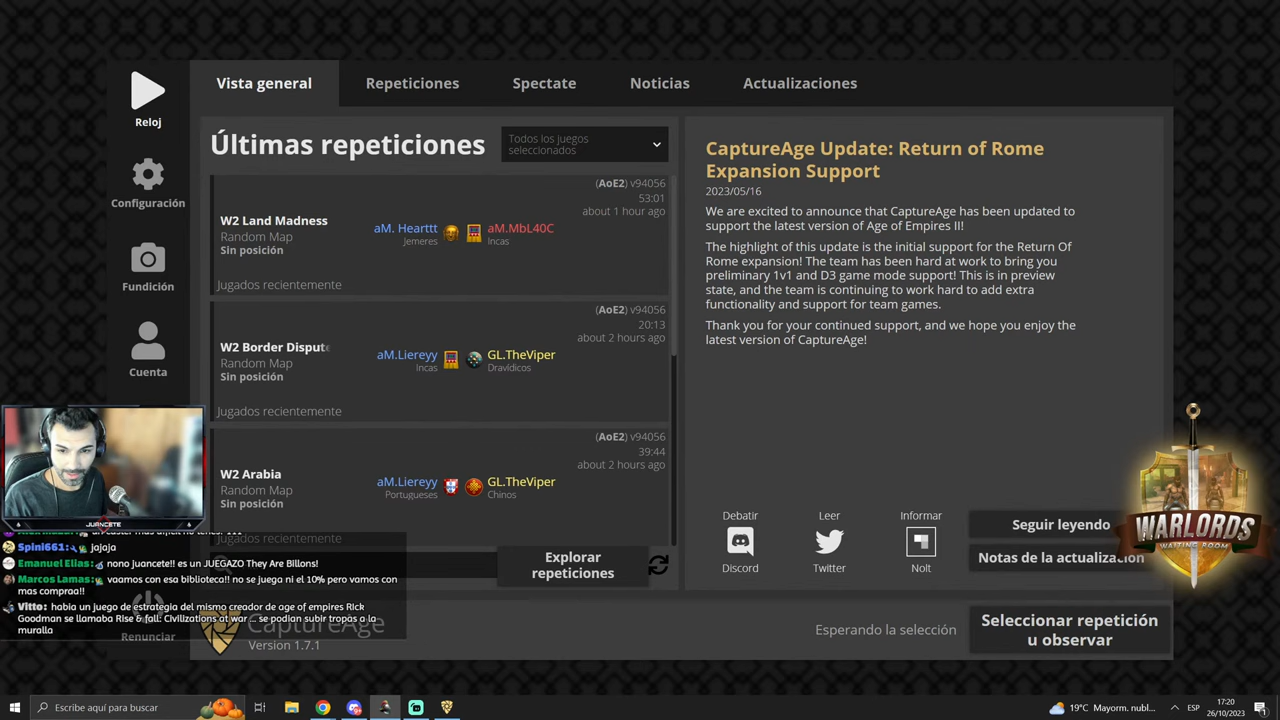 Vista general
Repeticiones
Spectate
Noticias
Actualizaciones
Reloj
Configuración
Fundición
Cuenta
Renunciar
Últimas repeticiones
Todos los juegos
seleccionados
(AoE2) v94056
53:01
about 1 hour ago
W2 Land Madness
Random Map
Sin posición
aM. Hearttt
Jemeres
aM.MbL40C
Incas
Jugados recientemente
(AoE2) v94056
20:13
about 2 hours ago
W2 Border Dispute
Random Map
Sin posición
aM.Liereyy
Incas
GL.TheViper
Dravídicos
Jugados recientemente
(AoE2) v94056
39:44
about 2 hours ago
W2 Arabia
Random Map
Sin posición
aM.Liereyy
Portugueses
GL.TheViper
Chinos
Jugados recientemente
Explorar
repeticiones
CaptureAge Update: Return of Rome
Expansion Support
2023/05/16
We are excited to announce that CaptureAge has been updated to
support the latest version of Age of Empires II!
The highlight of this update is the initial support for the Return Of
Rome expansion! The team has been hard at work to bring you
preliminary 1v1 and D3 game mode support! This is in preview
state, and the team is continuing to work hard to add extra
functionality and support for team games.
Thank you for your continued support, and we hope you enjoy the
latest version of CaptureAge!
Debatir
Discord
Leer
Twitter
Informar
Nolt
Seguir leyendo
Notas de la actualización
WARLORDS
WAITING ROOM
JUANCETE
Spini661: jajaja
Emanuel Elias: nono juancete!! es un JUEGAZO They Are Billons!
Marcos Lamas: vaamos con esa biblioteca!! no se juega ni el 10% pero vamos con
mas compraa!!
Vitto: habia un juego de estrategia del mismo creador de age of empires Rick
Goodman se llamaba Rise & fall: Civilizations at war ... se podian subir tropas a la
muralla
CaptureAge
Version 1.7.1
Esperando la selección
Seleccionar repetición
u observar
Escribe aquí para buscar
19°C Mayorm. nubl...
ESP
17:20
26/10/2023
1